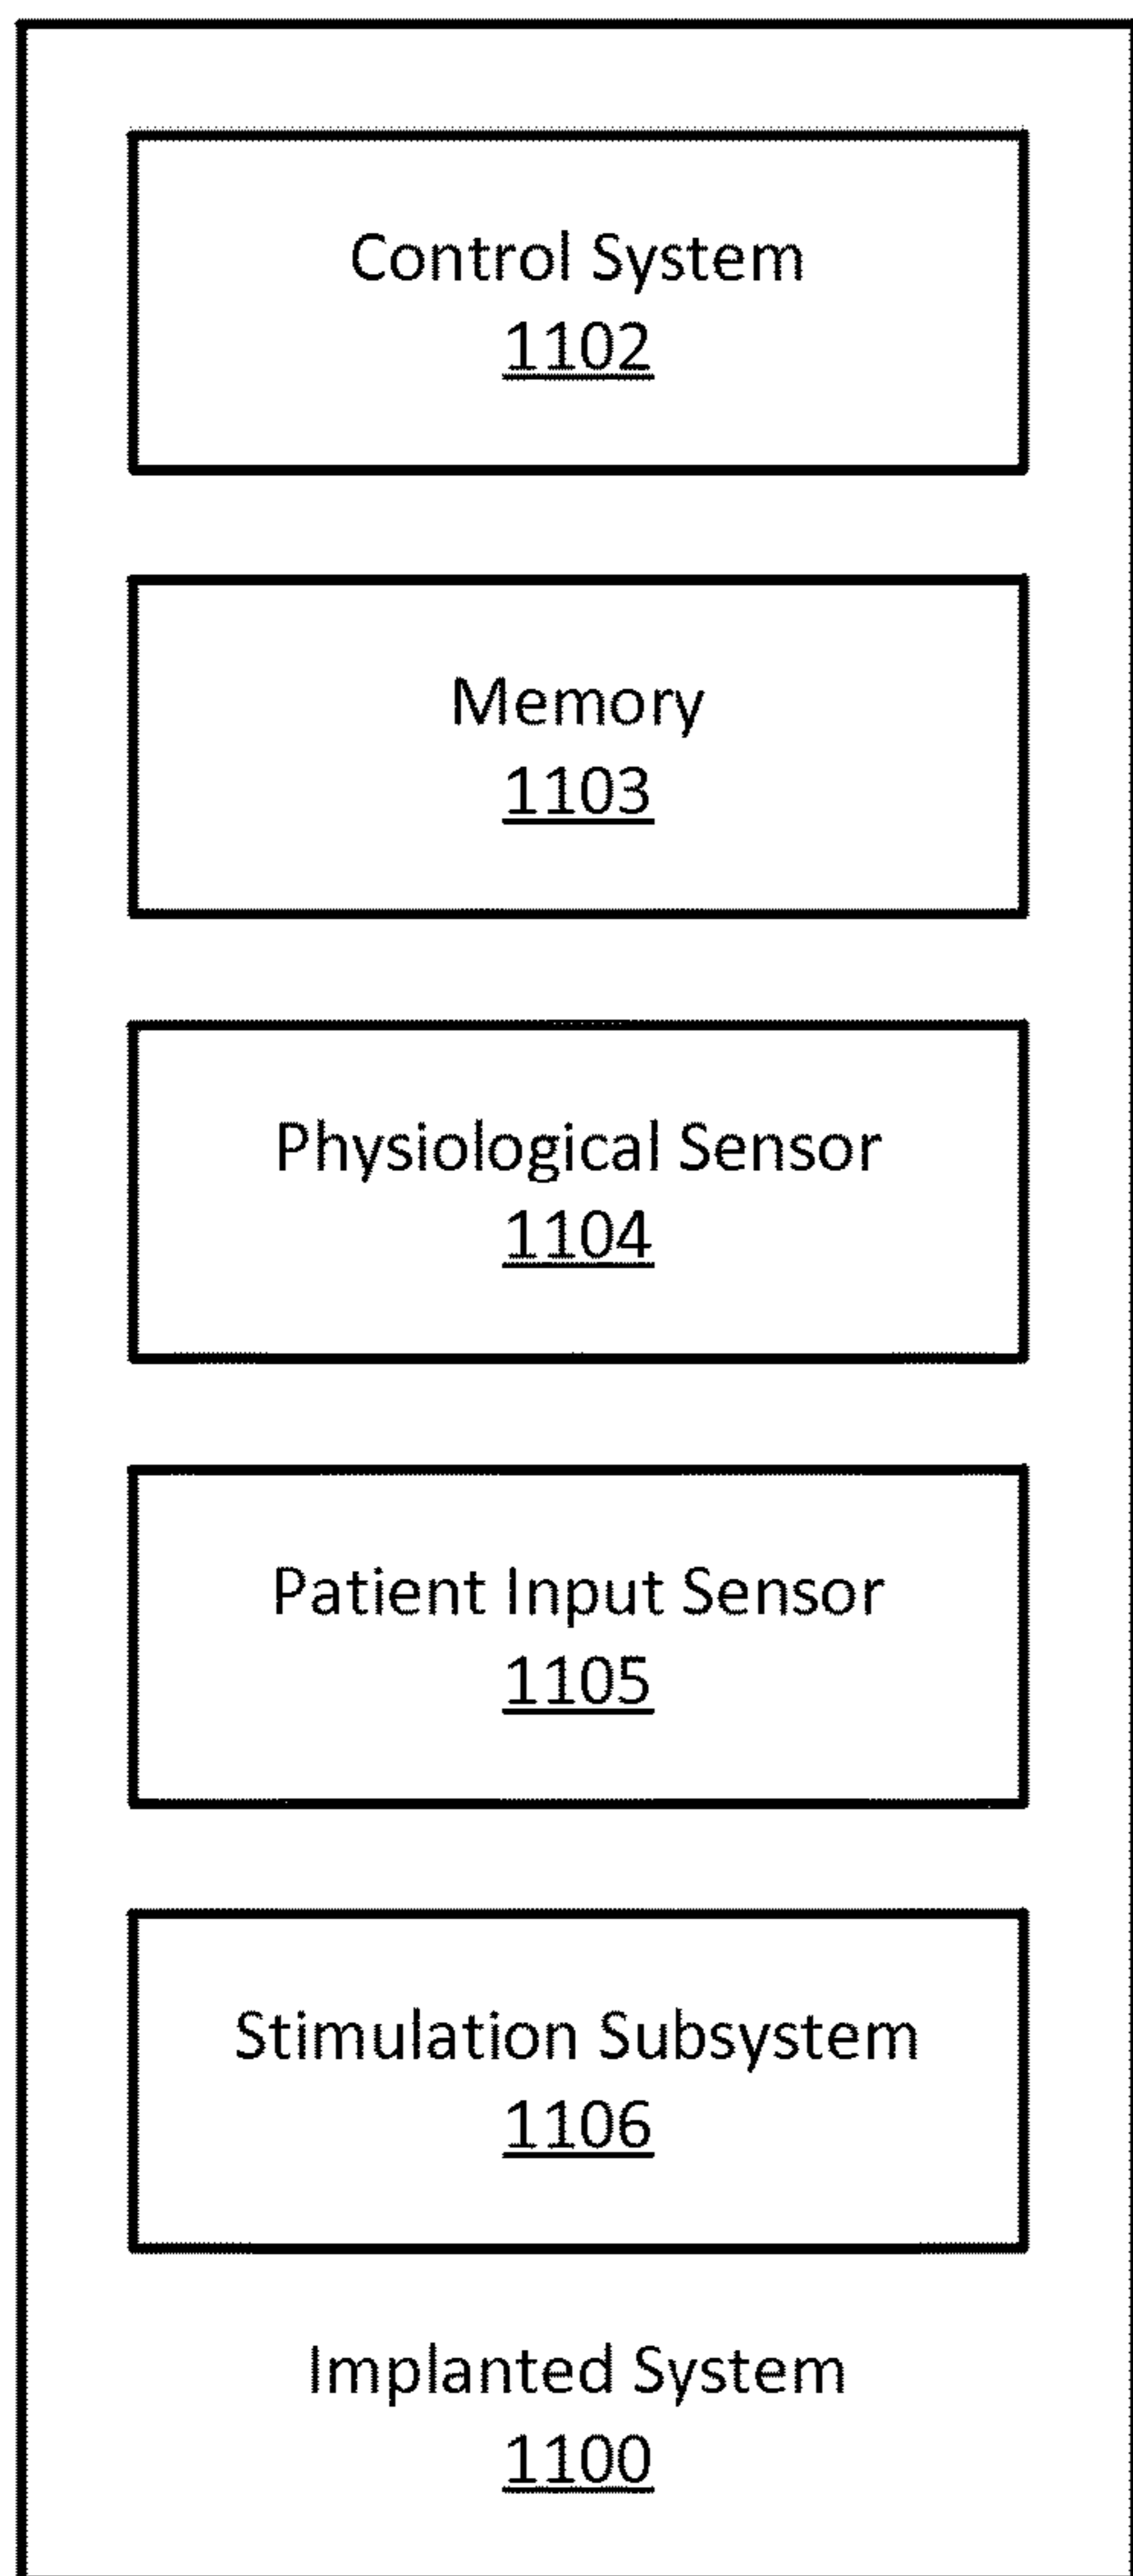 Control System
1102
Memory
1103
Physiological Sensor
1104
Patient Input Sensor
1105
Stimulation Subsystem
1106
Implanted System
1100